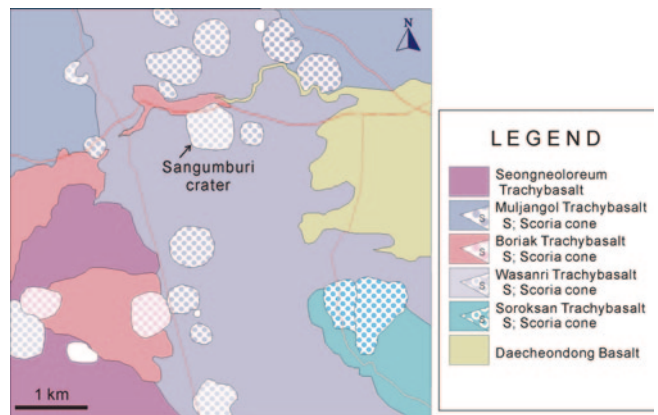 N
Sangumburi
crater
1 km
LEGEND
Seongneoloreum
Trachybasalt
Muljangol Trachybasalt
S; Scoria cone
S
Boriak Trachybasalt
S; Scoria cone
S
Wasanri Trachybasalt
S; Scoria cone
S
Soroksan Trachybasalt
S; Scoria cone
S
Daecheondong Basalt